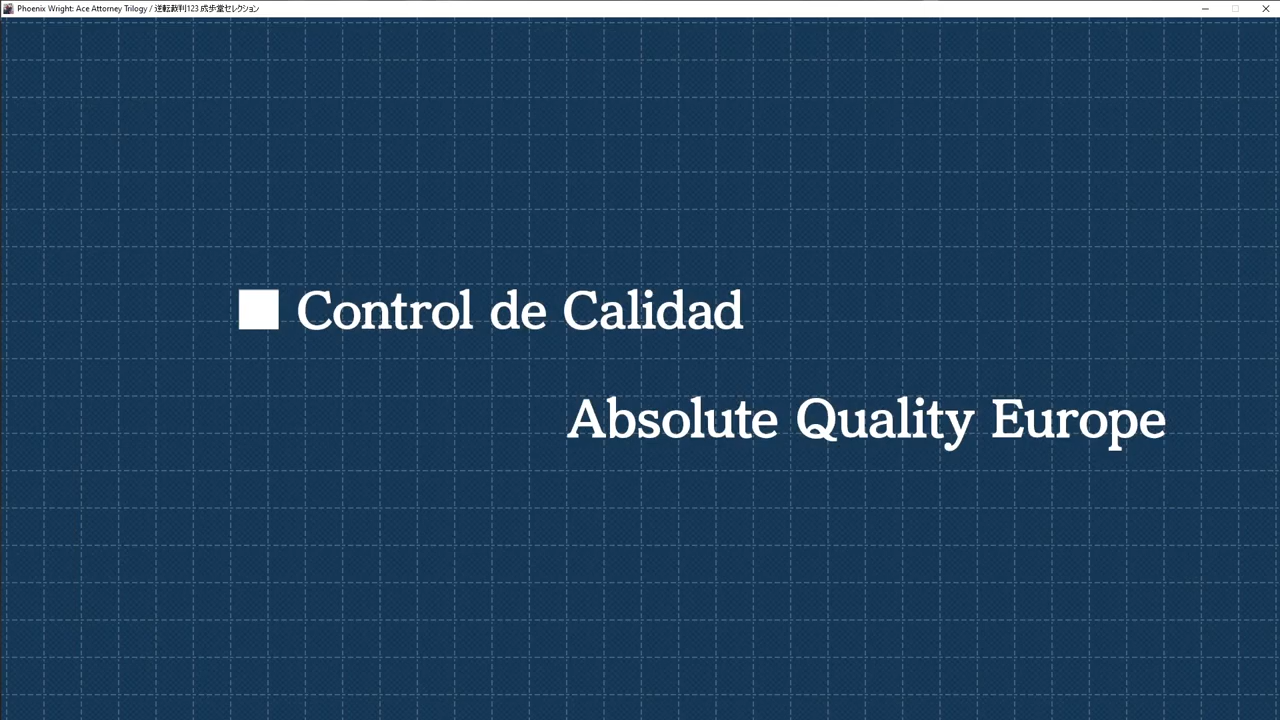 Phoenix Wright: Ace Attorney Trilogy / 逆転裁判123 成歩堂セレクション
■ Control de Calidad
Absolute Quality Europe